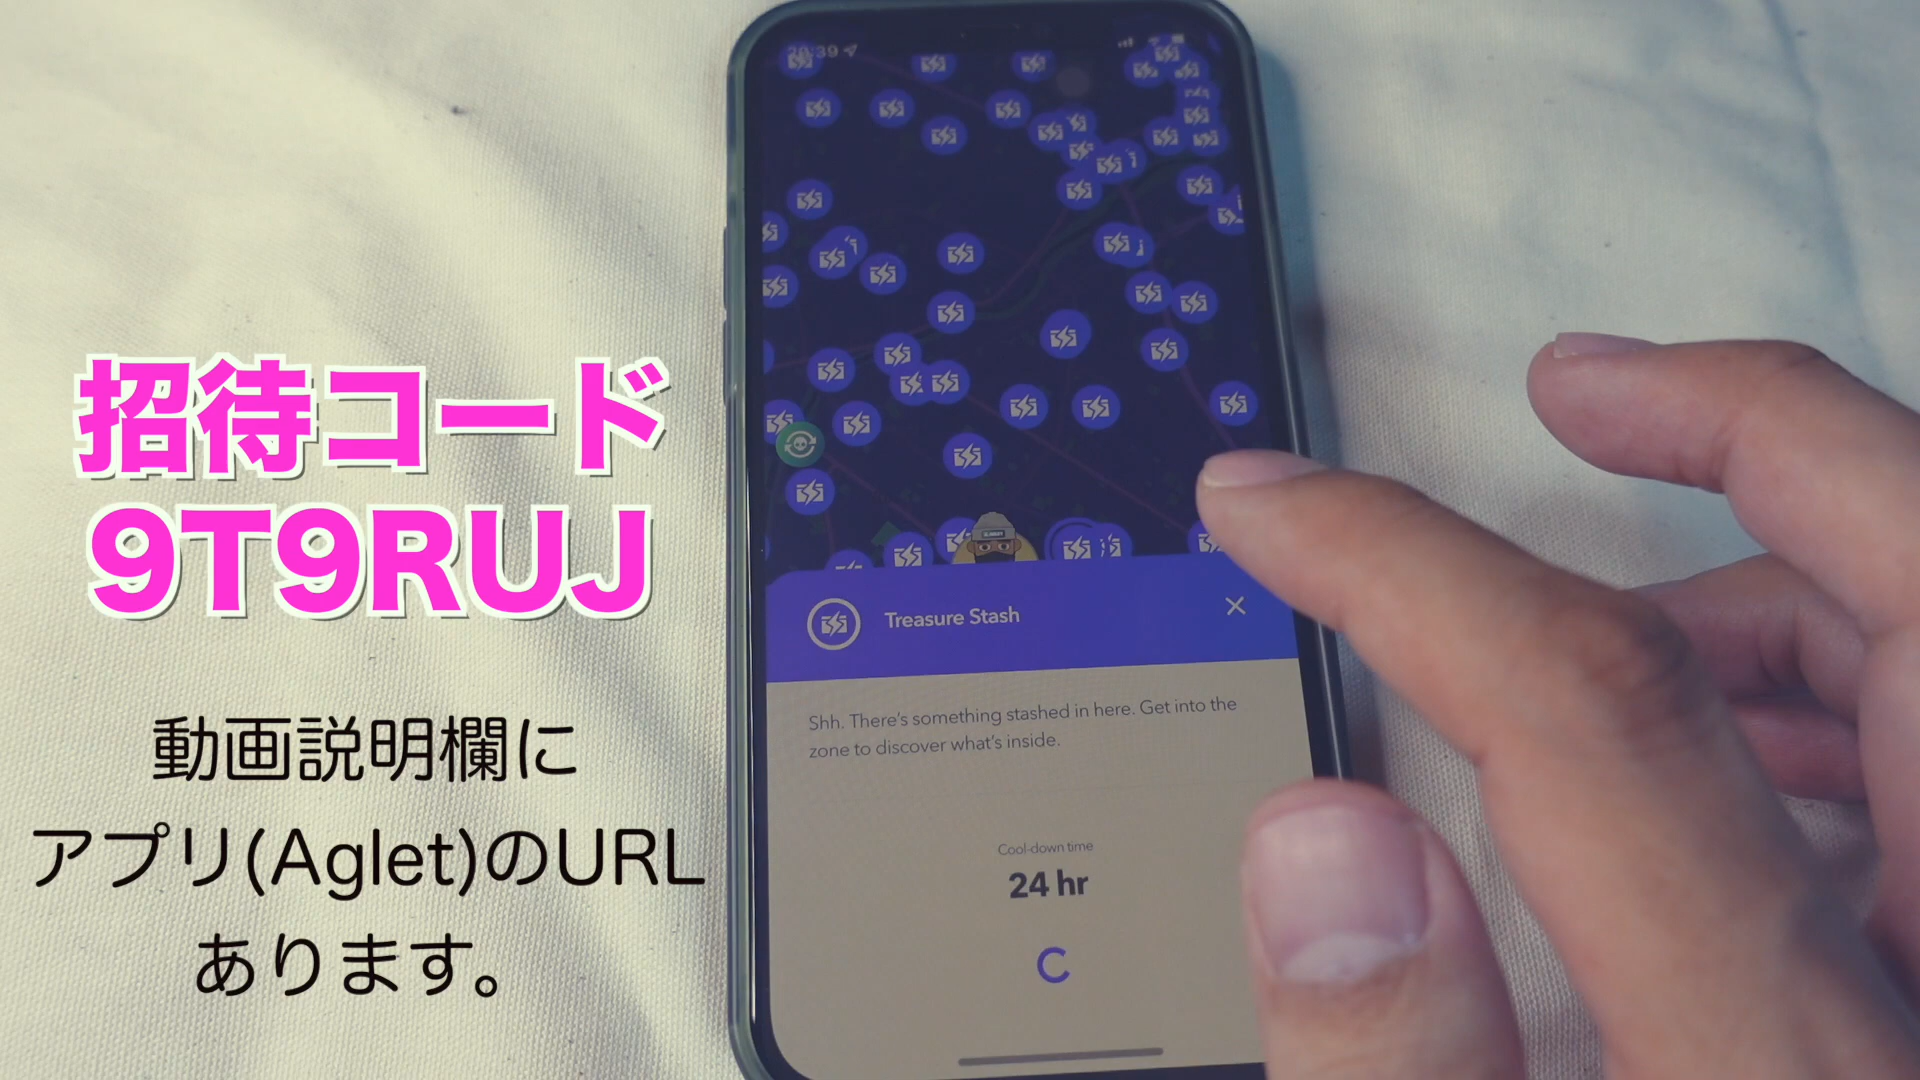 招待コード
9T9RUJ
動画説明欄に
アプリ(Aglet)のURL
あります。
20:39
Treasure Stash
Shh. There's something stashed in here. Get into the
zone to discover what's inside.
Cool-down time
24 hr